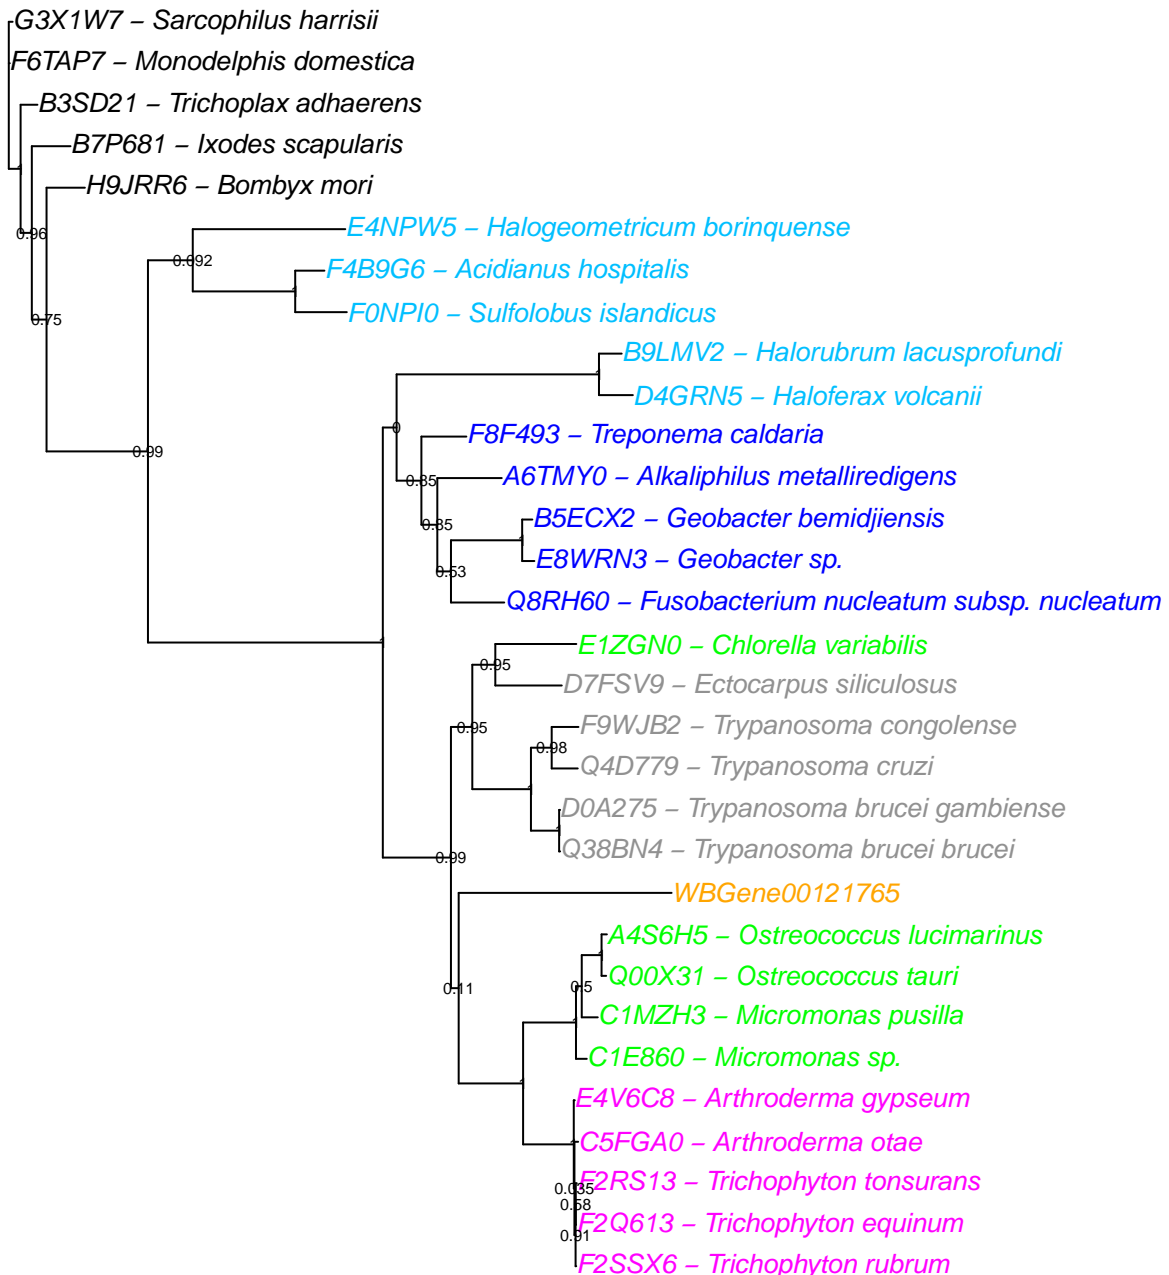 G3X1W7 – Sarcophilus harrisii
F6TAP7 – Monodelphis domestica
B3SD21 – Trichoplax adhaerens
B7P681 – Ixodes scapularis
H9JRR6 – Bombyx mori
E4NPW5 – Halogeometricum borinquense
0.96
0.092
F4B9G6 – Acidianus hospitalis
F0NPI0 – Sulfolobus islandicus
0.75
B9LMV2 – Halorubrum lacusprofundi
D4GRN5 – Haloferax volcanii
0
F8F493 – Treponema caldaria
0.99
A6TMY0 – Alkaliphilus metalliredigens
0.85
B5ECX2 – Geobacter bemidjiensis
0.85
E8WRN3 – Geobacter sp.
0.53
Q8RH60 – Fusobacterium nucleatum subsp. nucleatum
E1ZGN0 – Chlorella variabilis
0.95
D7FSV9 – Ectocarpus siliculosus
F9WJB2 – Trypanosoma congolense
0.95
0.98
Q4D779 – Trypanosoma cruzi
D0A275 – Trypanosoma brucei gambiense
Q38BN4 – Trypanosoma brucei brucei
0.99
WBGene00121765
A4S6H5 – Ostreococcus lucimarinus
Q00X31 – Ostreococcus tauri
0.11
0.5
C1MZH3 – Micromonas pusilla
C1E860 – Micromonas sp.
E4V6C8 – Arthroderma gypseum
C5FGA0 – Arthroderma otae
F2RS13 – Trichophyton tonsurans
0.035
0.58
F2Q613 – Trichophyton equinum
0.91
F2SSX6 – Trichophyton rubrum